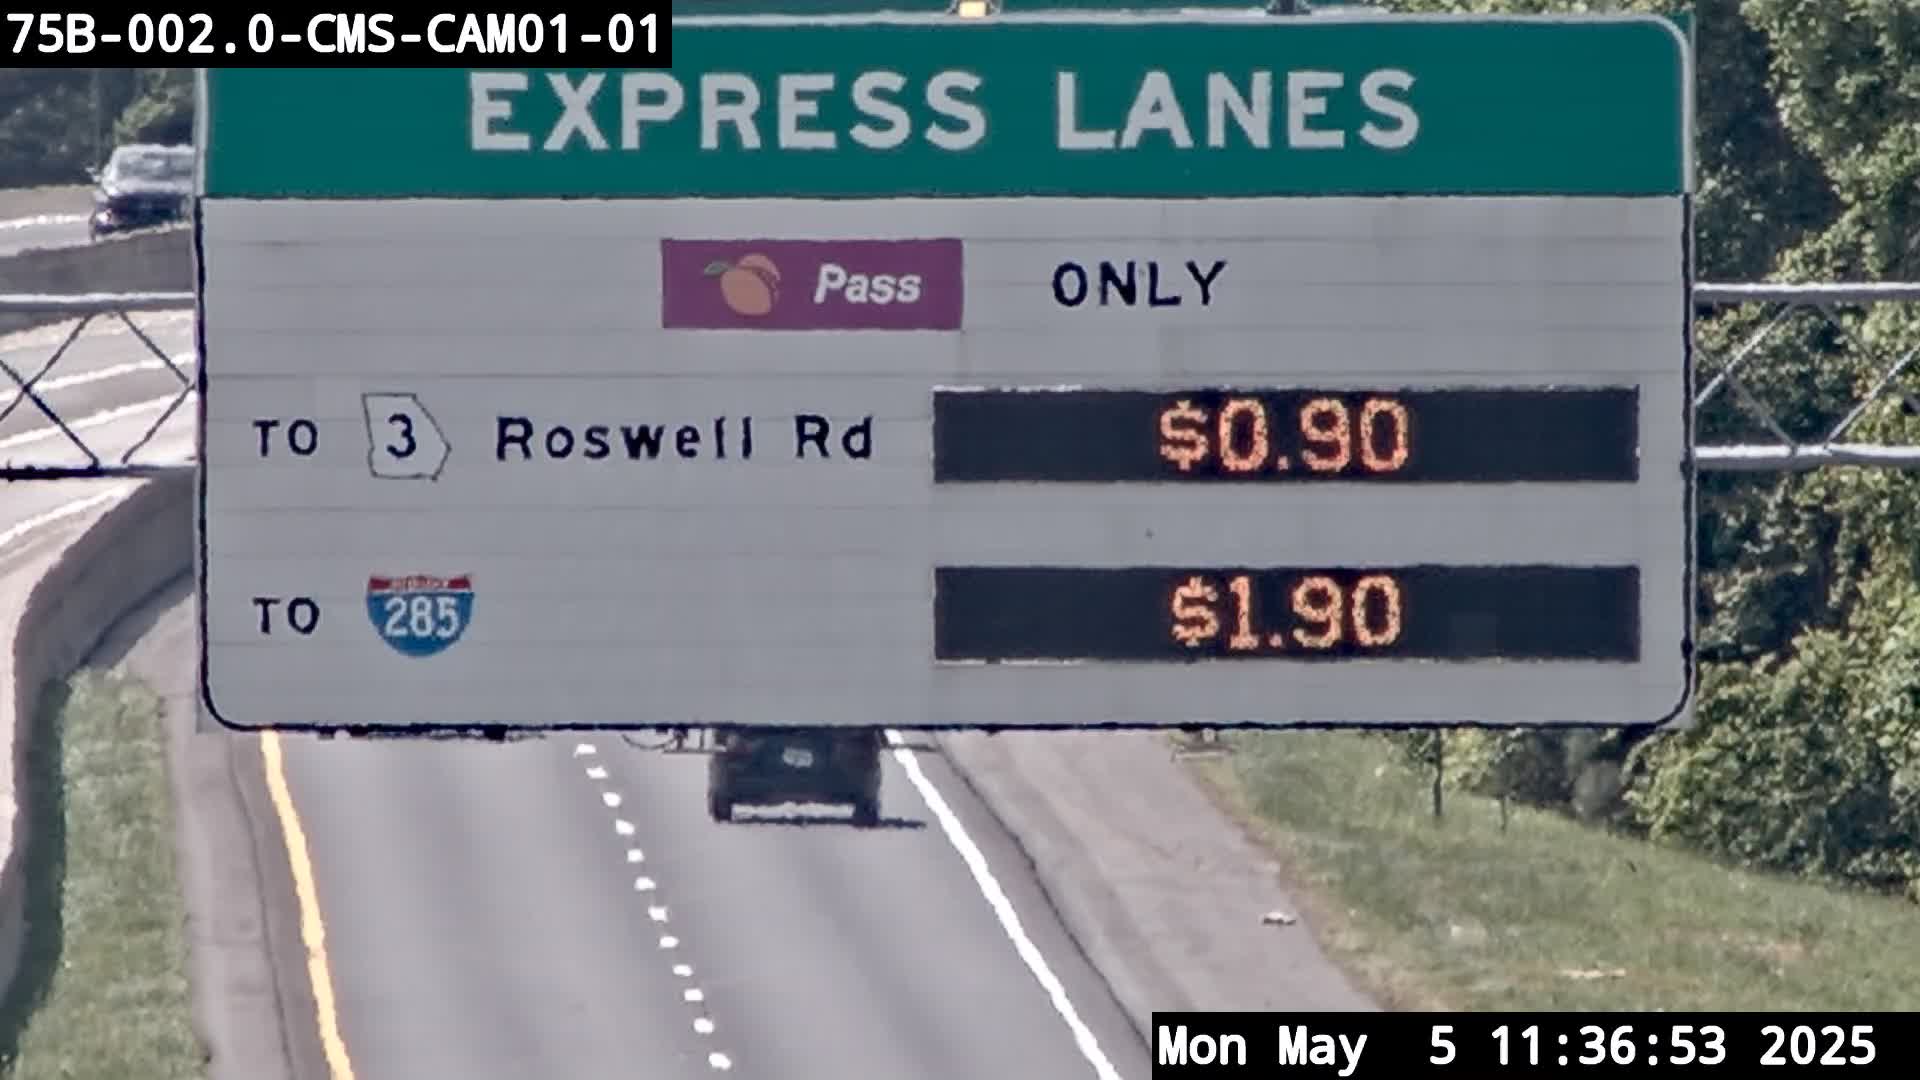 75B-002.0-CMS-CAM01-01
EXPRESS LANES
Pass ONLY
TO 3 Roswell Rd $0.90
TO 285 $1.90
Mon May 5 11:36:53 2025